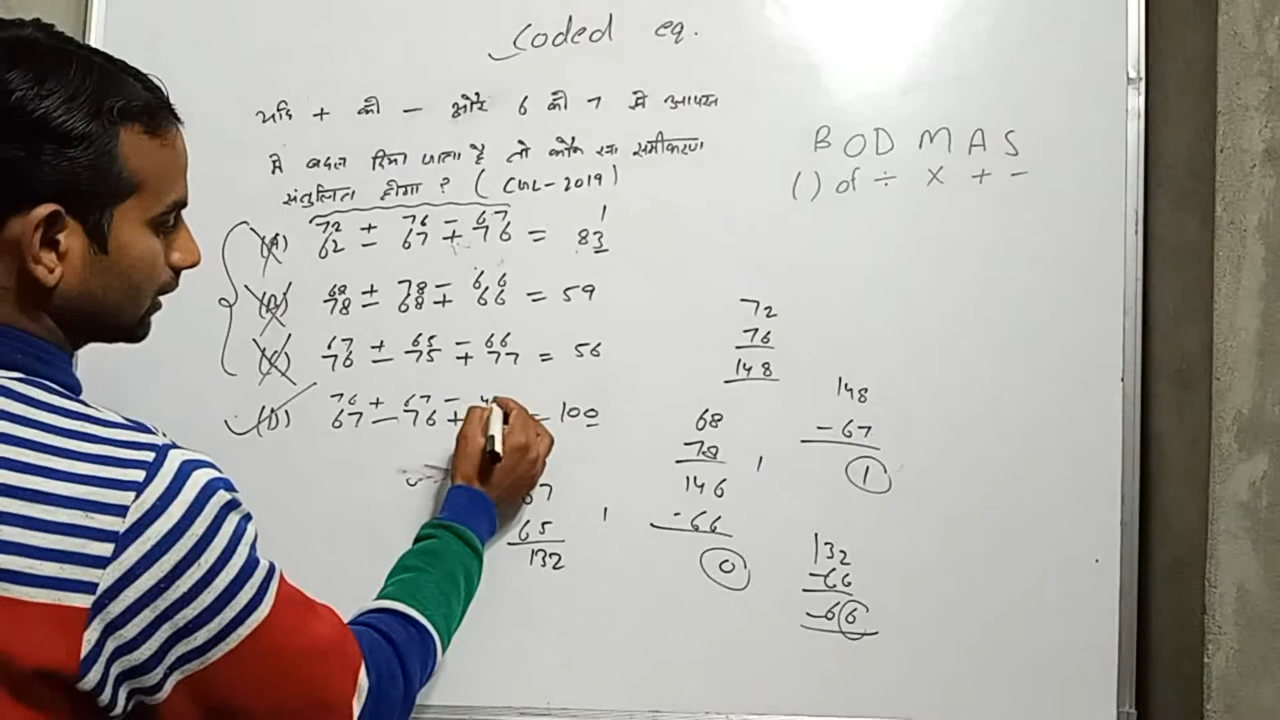 Coded eq.
यदि + को - और 6 को 7 से आपस
में बदल दिया जाता है तो कौन सा समीकरण
संतुलित होगा ? ( CGL-2019 )
72 + 76 - 67 1
(A) 62 - 67 + 76 = 83
68 + 78 - 66
(B) 78 - 68 + 66 = 59
67 + 65 - 66
(C) 76 - 75 + 77 = 56
76 + 67 -
(D) 67 - 76 + = 100
B O D M A S
( ) of ÷ × + -
72
76
148
148
- 67
1
68
78
146
- 66
0
67
65
132
132
- 66
66